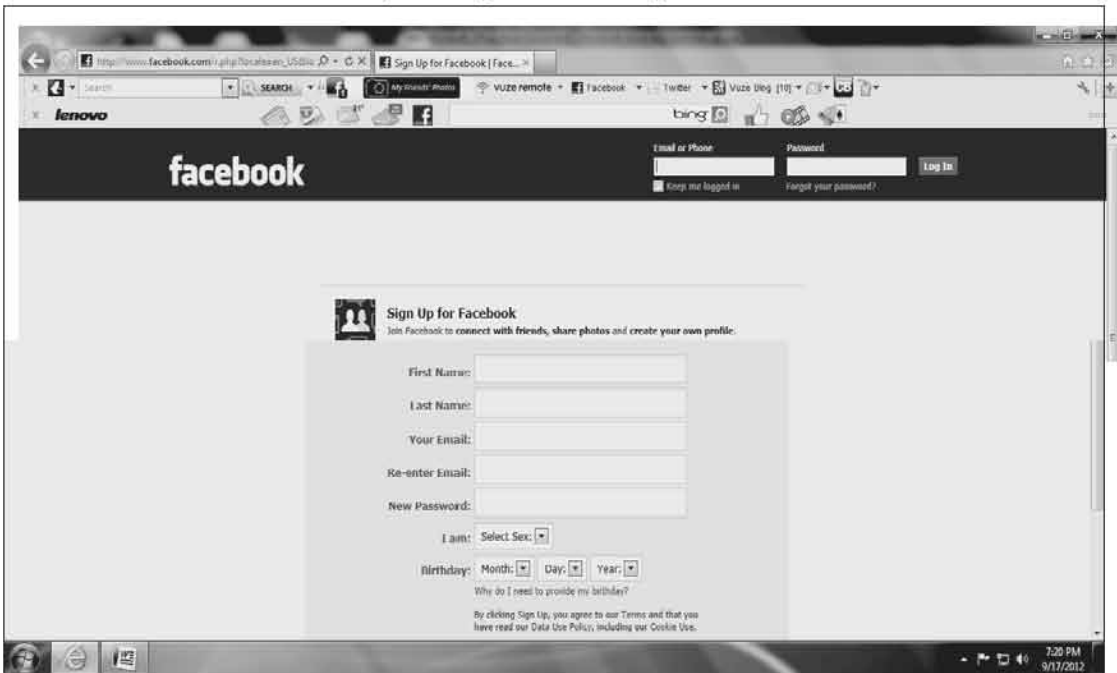 Sign Up for Facebook | Face...
Search
SEARCH
My Friends' Photos
vuze remote
Facebook
Twitter
Vuze Blog (10)
lenovo
bing
facebook
Email or Phone
Password
Log In
Keep me logged in
Forgot your password?
Sign Up for Facebook
Join Facebook to connect with friends, share photos and create your own profile.
First Name:
Last Name:
Your Email:
Re-enter Email:
New Password:
I am: Select Sex:
Birthday: Month: Day: Year:
Why do I need to provide my birthday?
By clicking Sign Up, you agree to our Terms and that you
have read our Data Use Policy, including our Cookie Use.
7:20 PM
9/17/2012